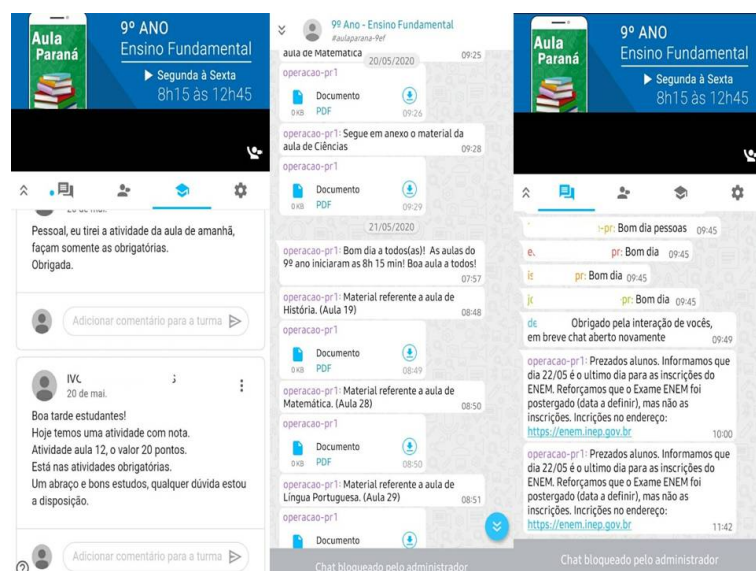 Aula
Paraná
9º ANO
Ensino Fundamental
Segunda à Sexta
8h15 às 12h45
20 de mai.
Pessoal, eu tirei a atividade da aula de amanhã,
façam somente as obrigatórias.
Obrigada.
Adicionar comentário para a turma
20 de mai.
Boa tarde estudantes!
Hoje temos uma atividade com nota.
Atividade aula 12, o valor 20 pontos.
Está nas atividades obrigatórias.
Um abraço e bons estudos, qualquer dúvida estou
a disposição.
Adicionar comentário para a turma
9º Ano - Ensino Fundamental
#aulaparana-9ef
aula de Matemática
09:25
20/05/2020
operacao-pr1
Documento
0 KB PDF
09:26
operacao-pr1: Segue em anexo o material da
aula de Ciências
09:28
operacao-pr1
Documento
0 KB PDF
09:29
21/05/2020
operacao-pr1: Bom dia a todos(as)! As aulas do
9º ano iniciaram as 8h 15 min! Boa aula a todos!
07:57
operacao-pr1: Material referente a aula de
História. (Aula 19)
08:48
operacao-pr1
Documento
0 KB PDF
08:49
operacao-pr1: Material referente a aula de
Matemática. (Aula 28)
08:50
operacao-pr1
Documento
0 KB PDF
08:50
operacao-pr1: Material referente a aula de
Língua Portuguesa. (Aula 29)
08:51
operacao-pr1
Documento
Chat bloqueado pelo administrador
Aula
Paraná
9º ANO
Ensino Fundamental
Segunda à Sexta
8h15 às 12h45
-pr: Bom dia pessoas 09:45
e. pr: Bom dia 09:45
is pr: Bom dia 09:45
pr: Bom dia 09:45
de Obrigado pela interação de vocês,
em breve chat aberto novamente
09:49
operacao-pr1: Prezados alunos. Informamos que
dia 22/05 é o ultimo dia para as inscrições do
ENEM. Reforçamos que o Exame ENEM foi
postergado (data a definir), mas não as
inscrições. Incrições no endereço:
https://enem.inep.gov.br
10:00
operacao-pr1: Prezados alunos. Informamos que
dia 22/05 é o ultimo dia para as inscrições do
ENEM. Reforçamos que o Exame ENEM foi
postergado (data a definir), mas não as
inscrições. Incrições no endereço:
https://enem.inep.gov.br
11:42
Chat bloqueado pelo administrador